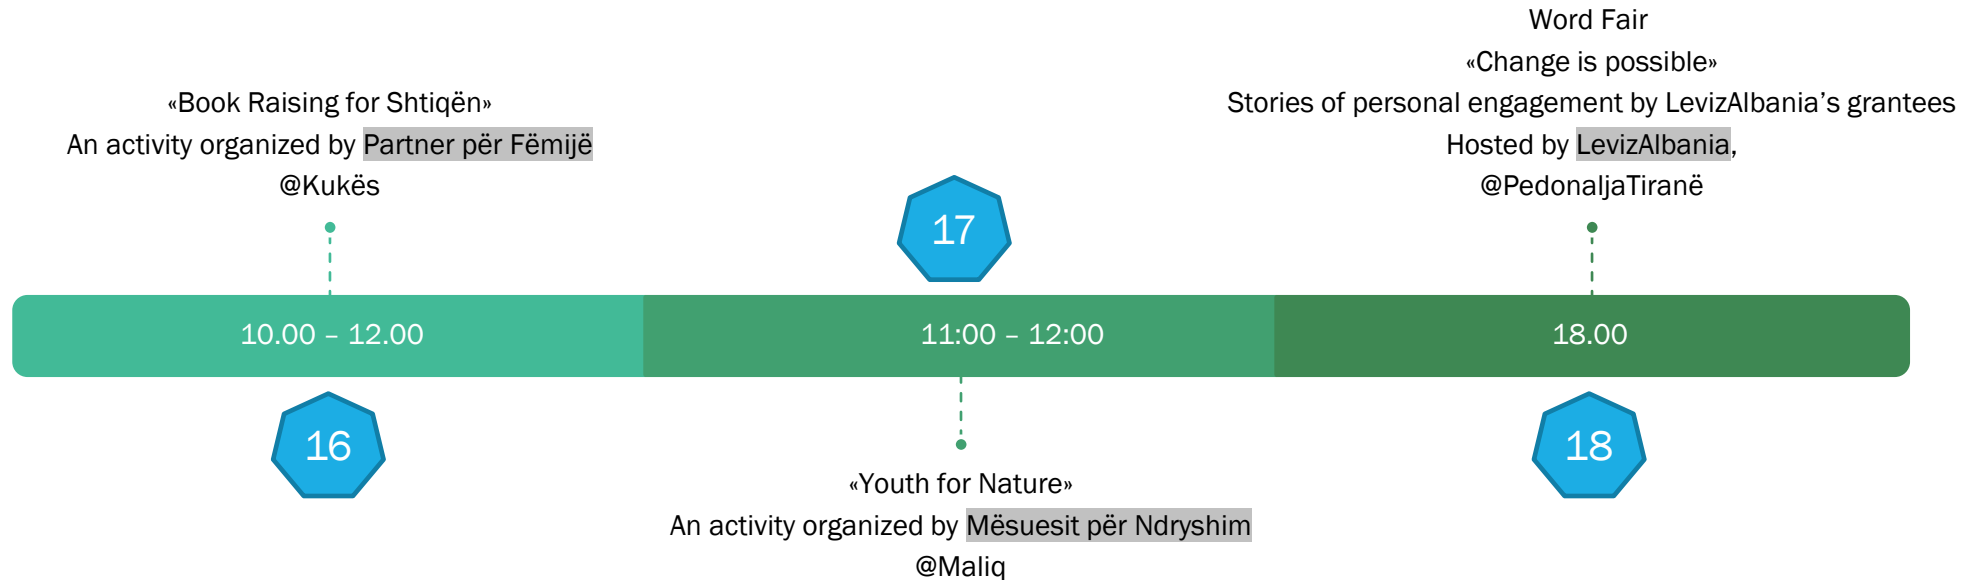 «Book Raising for Shtiqën»
An activity organized by Partner për Fëmijë
@Kukës
10.00 – 12.00
16
17
11:00 – 12:00
«Youth for Nature»
An activity organized by Mësuesit për Ndryshim
@Maliq
Word Fair
«Change is possible»
Stories of personal engagement by LevizAlbania’s grantees
Hosted by LevizAlbania,
@PedonaljaTiranë
18.00
18